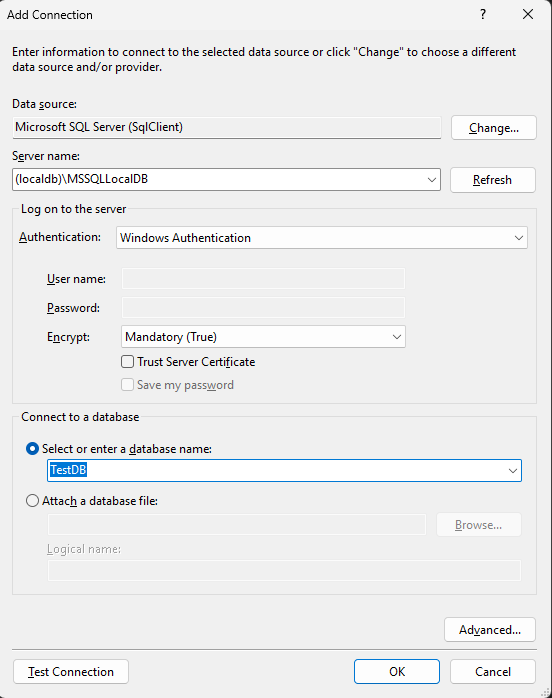 Add Connection
?
Enter information to connect to the selected data source or click "Change" to choose a different
data source and/or provider.
Data source:
Microsoft SQL Server (SqlClient)
Change...
Server name:
(localdb)\MSSQLLocalDB
Refresh
Log on to the server
Authentication:
Windows Authentication
User name:
Password:
Encrypt:
Mandatory (True)
Trust Server Certificate
Save my password
Connect to a database
Select or enter a database name:
TestDB
Attach a database file:
Browse...
Logical name:
Advanced...
Test Connection
OK
Cancel